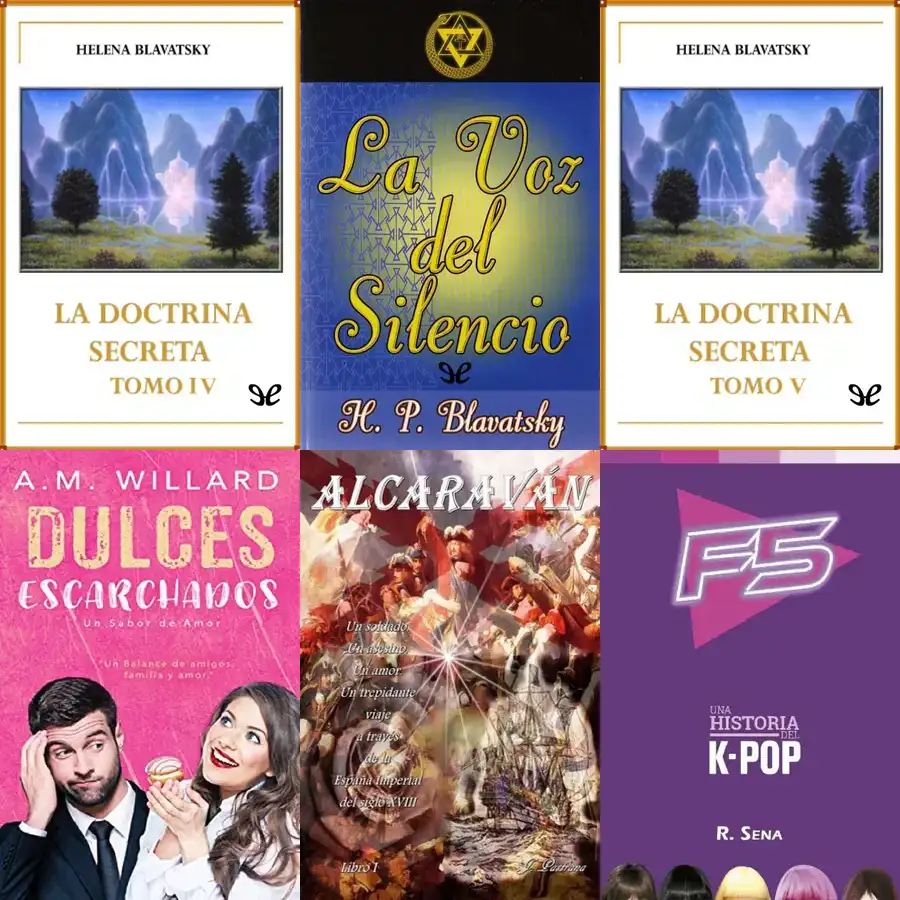 HELENA BLAVATSKY
LA DOCTRINA
SECRETA
TOMO IV
La Voz
del
Silencio
H. P. Blavatsky
HELENA BLAVATSKY
LA DOCTRINA
SECRETA
TOMO V
A.M. WILLARD
DULCES
ESCARCHADOS
Un Sabor de Amor
"Un Balance de amigos,
familia y amor."
ALCARAVÁN
Un soldado,
Un asesino,
Un amor.
Un trepidante
viaje
a través
de la
España Imperial
del siglo XVIII
Libro I
J. Pastrana
F5
UNA
HISTORIA
DEL
K-POP
R. SENA